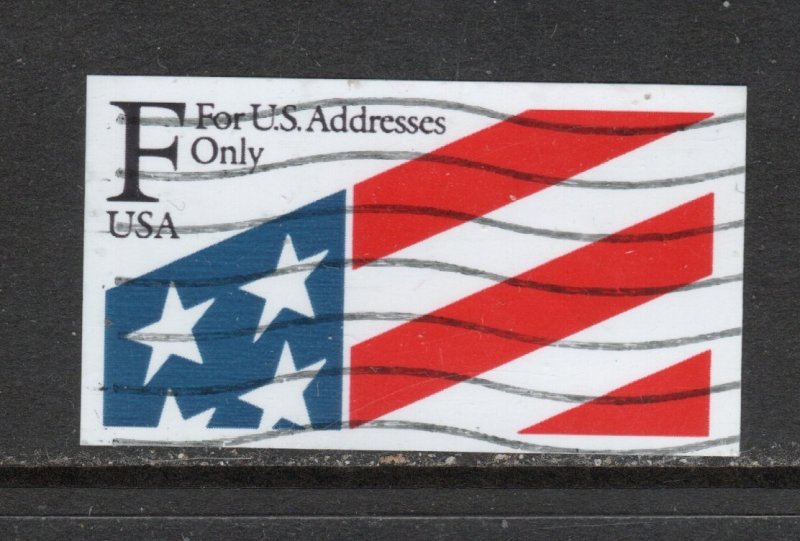 F For U.S. Addresses
Only
USA